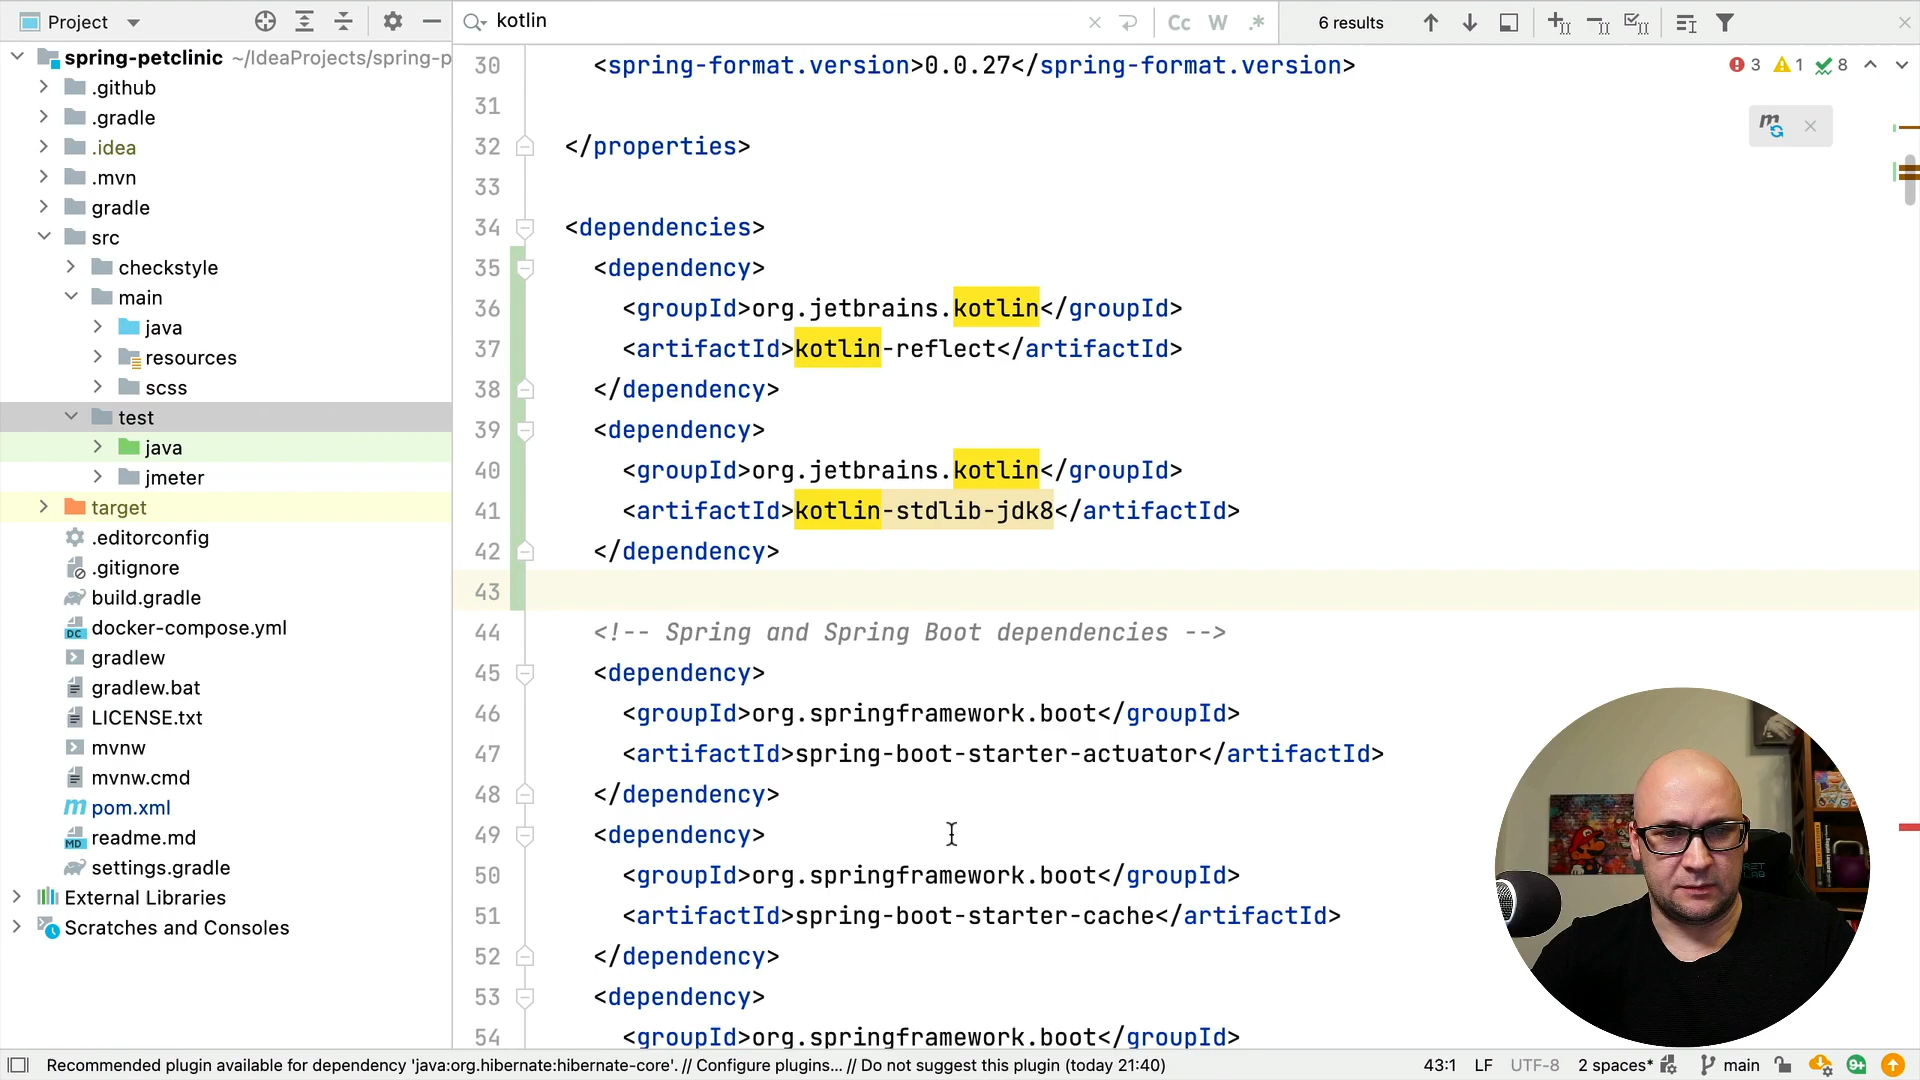 Project
kotlin
Cc W .*
6 results
spring-petclinic ~/IdeaProjects/spring-p
.github
.gradle
.idea
.mvn
gradle
src
checkstyle
main
java
resources
scss
test
java
jmeter
target
.editorconfig
.gitignore
build.gradle
docker-compose.yml
gradlew
gradlew.bat
LICENSE.txt
mvnw
mvnw.cmd
pom.xml
readme.md
settings.gradle
External Libraries
Scratches and Consoles
30 <spring-format.version>0.0.27</spring-format.version>
31
32 </properties>
33
34 <dependencies>
35 <dependency>
36 <groupId>org.jetbrains.kotlin</groupId>
37 <artifactId>kotlin-reflect</artifactId>
38 </dependency>
39 <dependency>
40 <groupId>org.jetbrains.kotlin</groupId>
41 <artifactId>kotlin-stdlib-jdk8</artifactId>
42 </dependency>
43
44 <!-- Spring and Spring Boot dependencies -->
45 <dependency>
46 <groupId>org.springframework.boot</groupId>
47 <artifactId>spring-boot-starter-actuator</artifactId>
48 </dependency>
49 <dependency>
50 <groupId>org.springframework.boot</groupId>
51 <artifactId>spring-boot-starter-cache</artifactId>
52 </dependency>
53 <dependency>
54 <groupId>org.springframework.boot</groupId>
3 1 8
m
Recommended plugin available for dependency 'java:org.hibernate:hibernate-core'. // Configure plugins... // Do not suggest this plugin (today 21:40)
43:1 LF UTF-8 2 spaces* main 9+